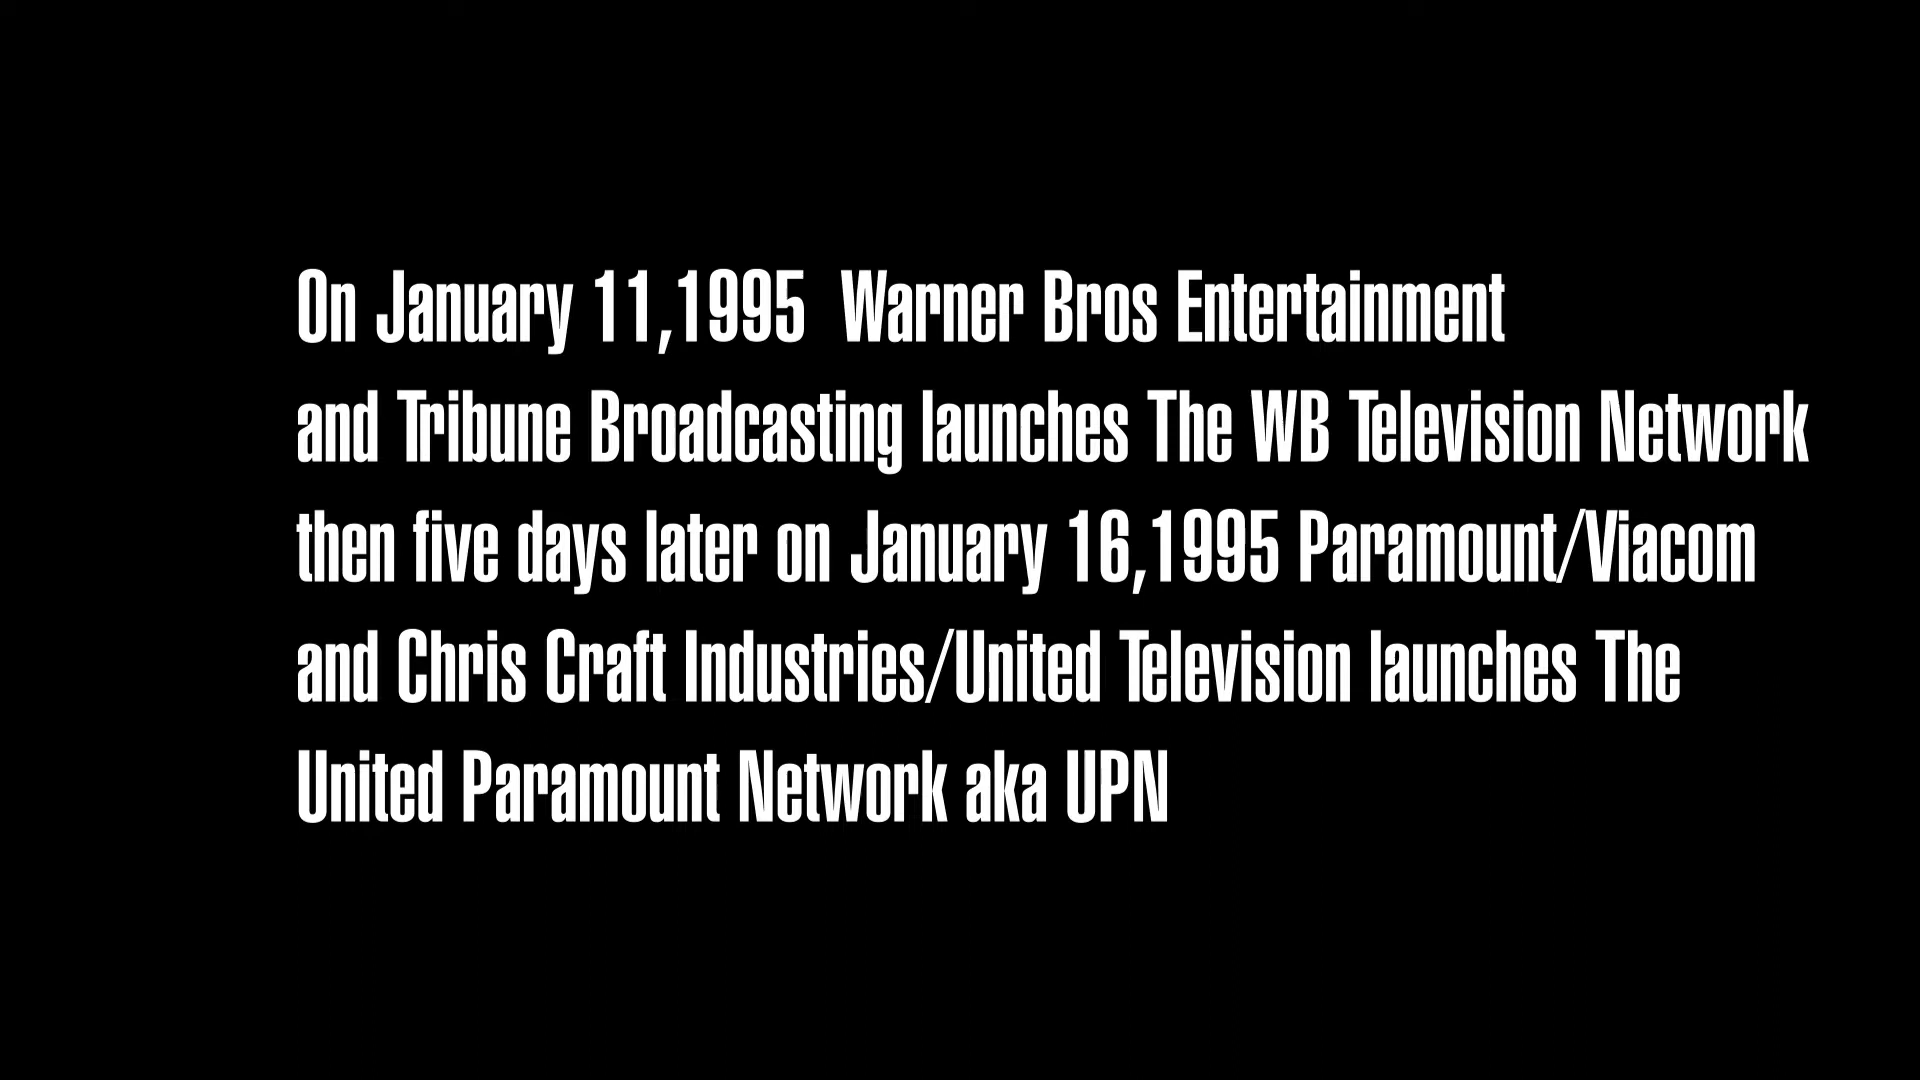 On January 11,1995  Warner Bros Entertainment
and Tribune Broadcasting launches The WB Television Network
then five days later on January 16,1995 Paramount/Viacom
and Chris Craft Industries/United Television launches The
United Paramount Network aka UPN